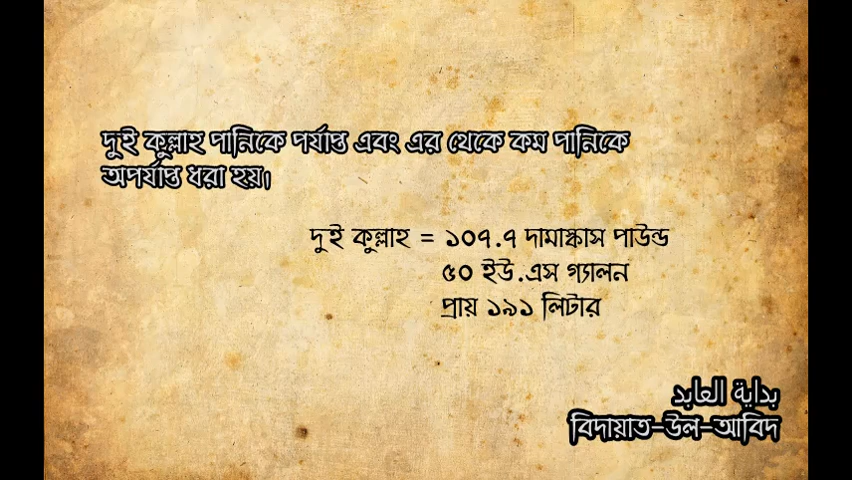 দুই কুল্লাহ পানিকে পর্যাপ্ত এবং এর থেকে কম পানিকে
অপর্যাপ্ত ধরা হয়।
দুই কুল্লাহ = ১০৭.৭ দামাস্কাস পাউন্ড
৫০ ইউ.এস গ্যালন
প্রায় ১৯১ লিটার
بداية العابد
বিদায়াত-উল-আবিদ